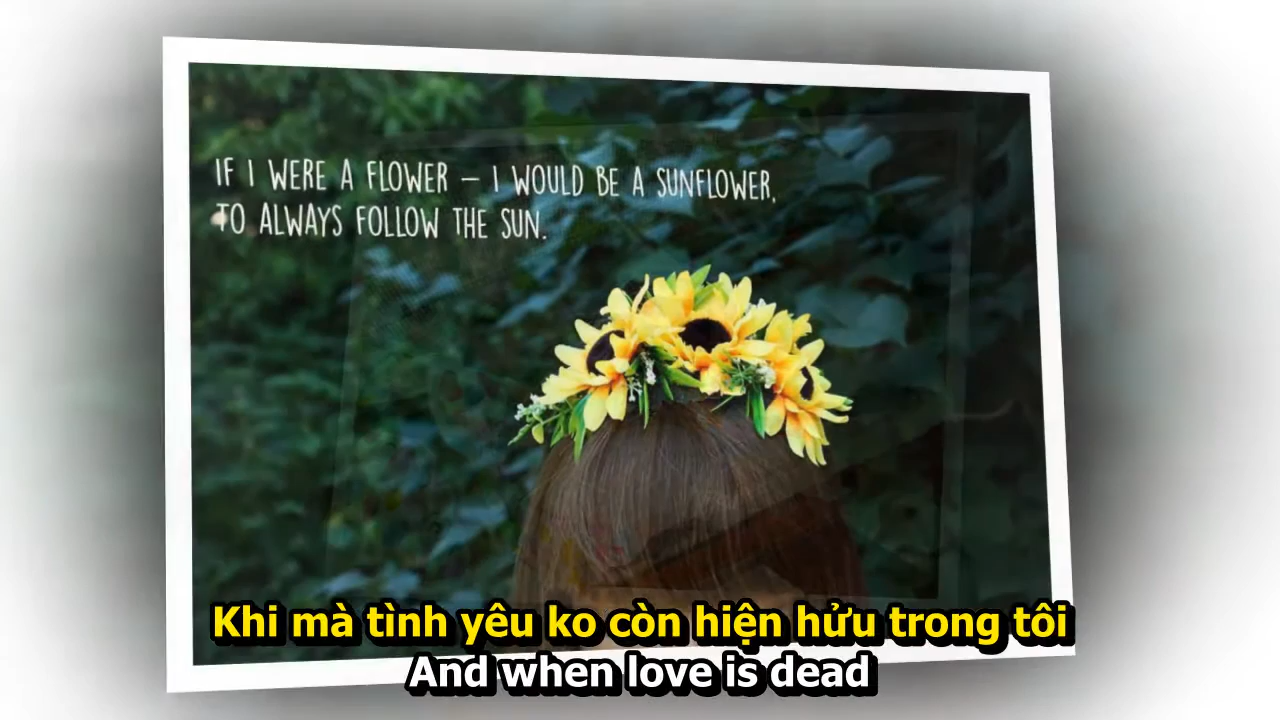 IF I WERE A FLOWER – I WOULD BE A SUNFLOWER,
TO ALWAYS FOLLOW THE SUN.
Khi mà tình yêu ko còn hiện hửu trong tôi
And when love is dead